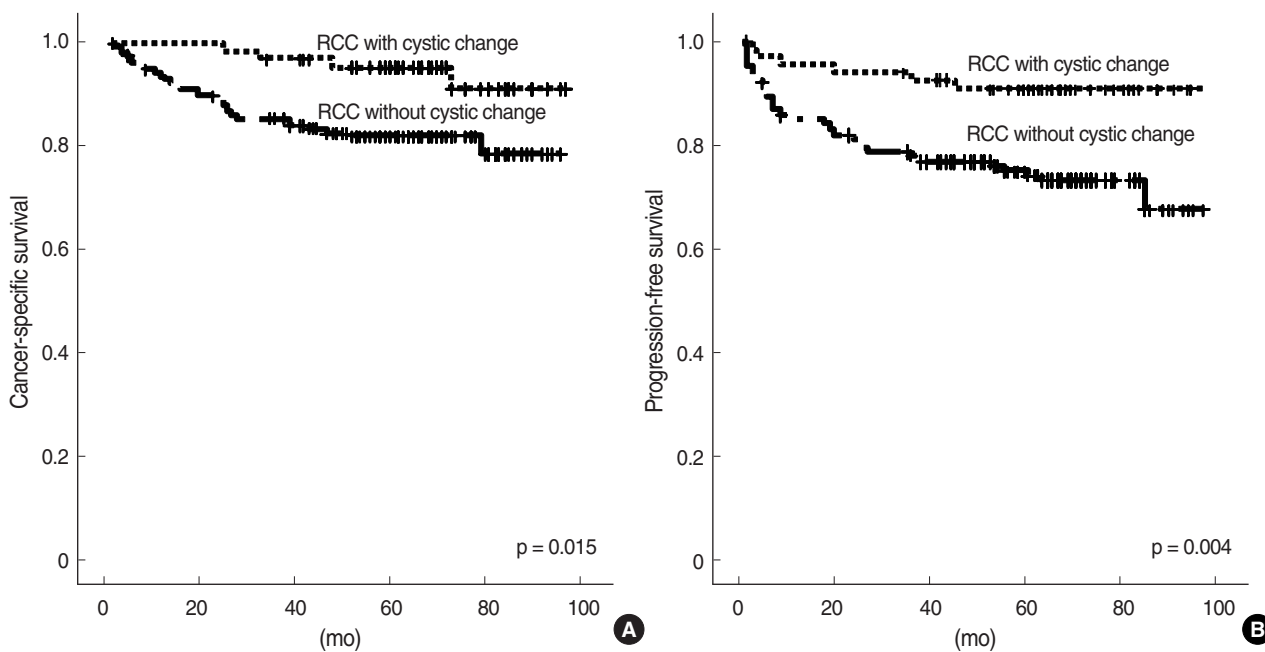 Cancer-specific survival
1.0
0.8
0.6
0.4
0.2
0
RCC with cystic change
RCC without cystic change
p = 0.015
0 20 40 60 80 100
(mo)
A
Progression-free survival
1.0
0.8
0.6
0.4
0.2
0
RCC with cystic change
RCC without cystic change
p = 0.004
0 20 40 60 80 100
(mo)
B